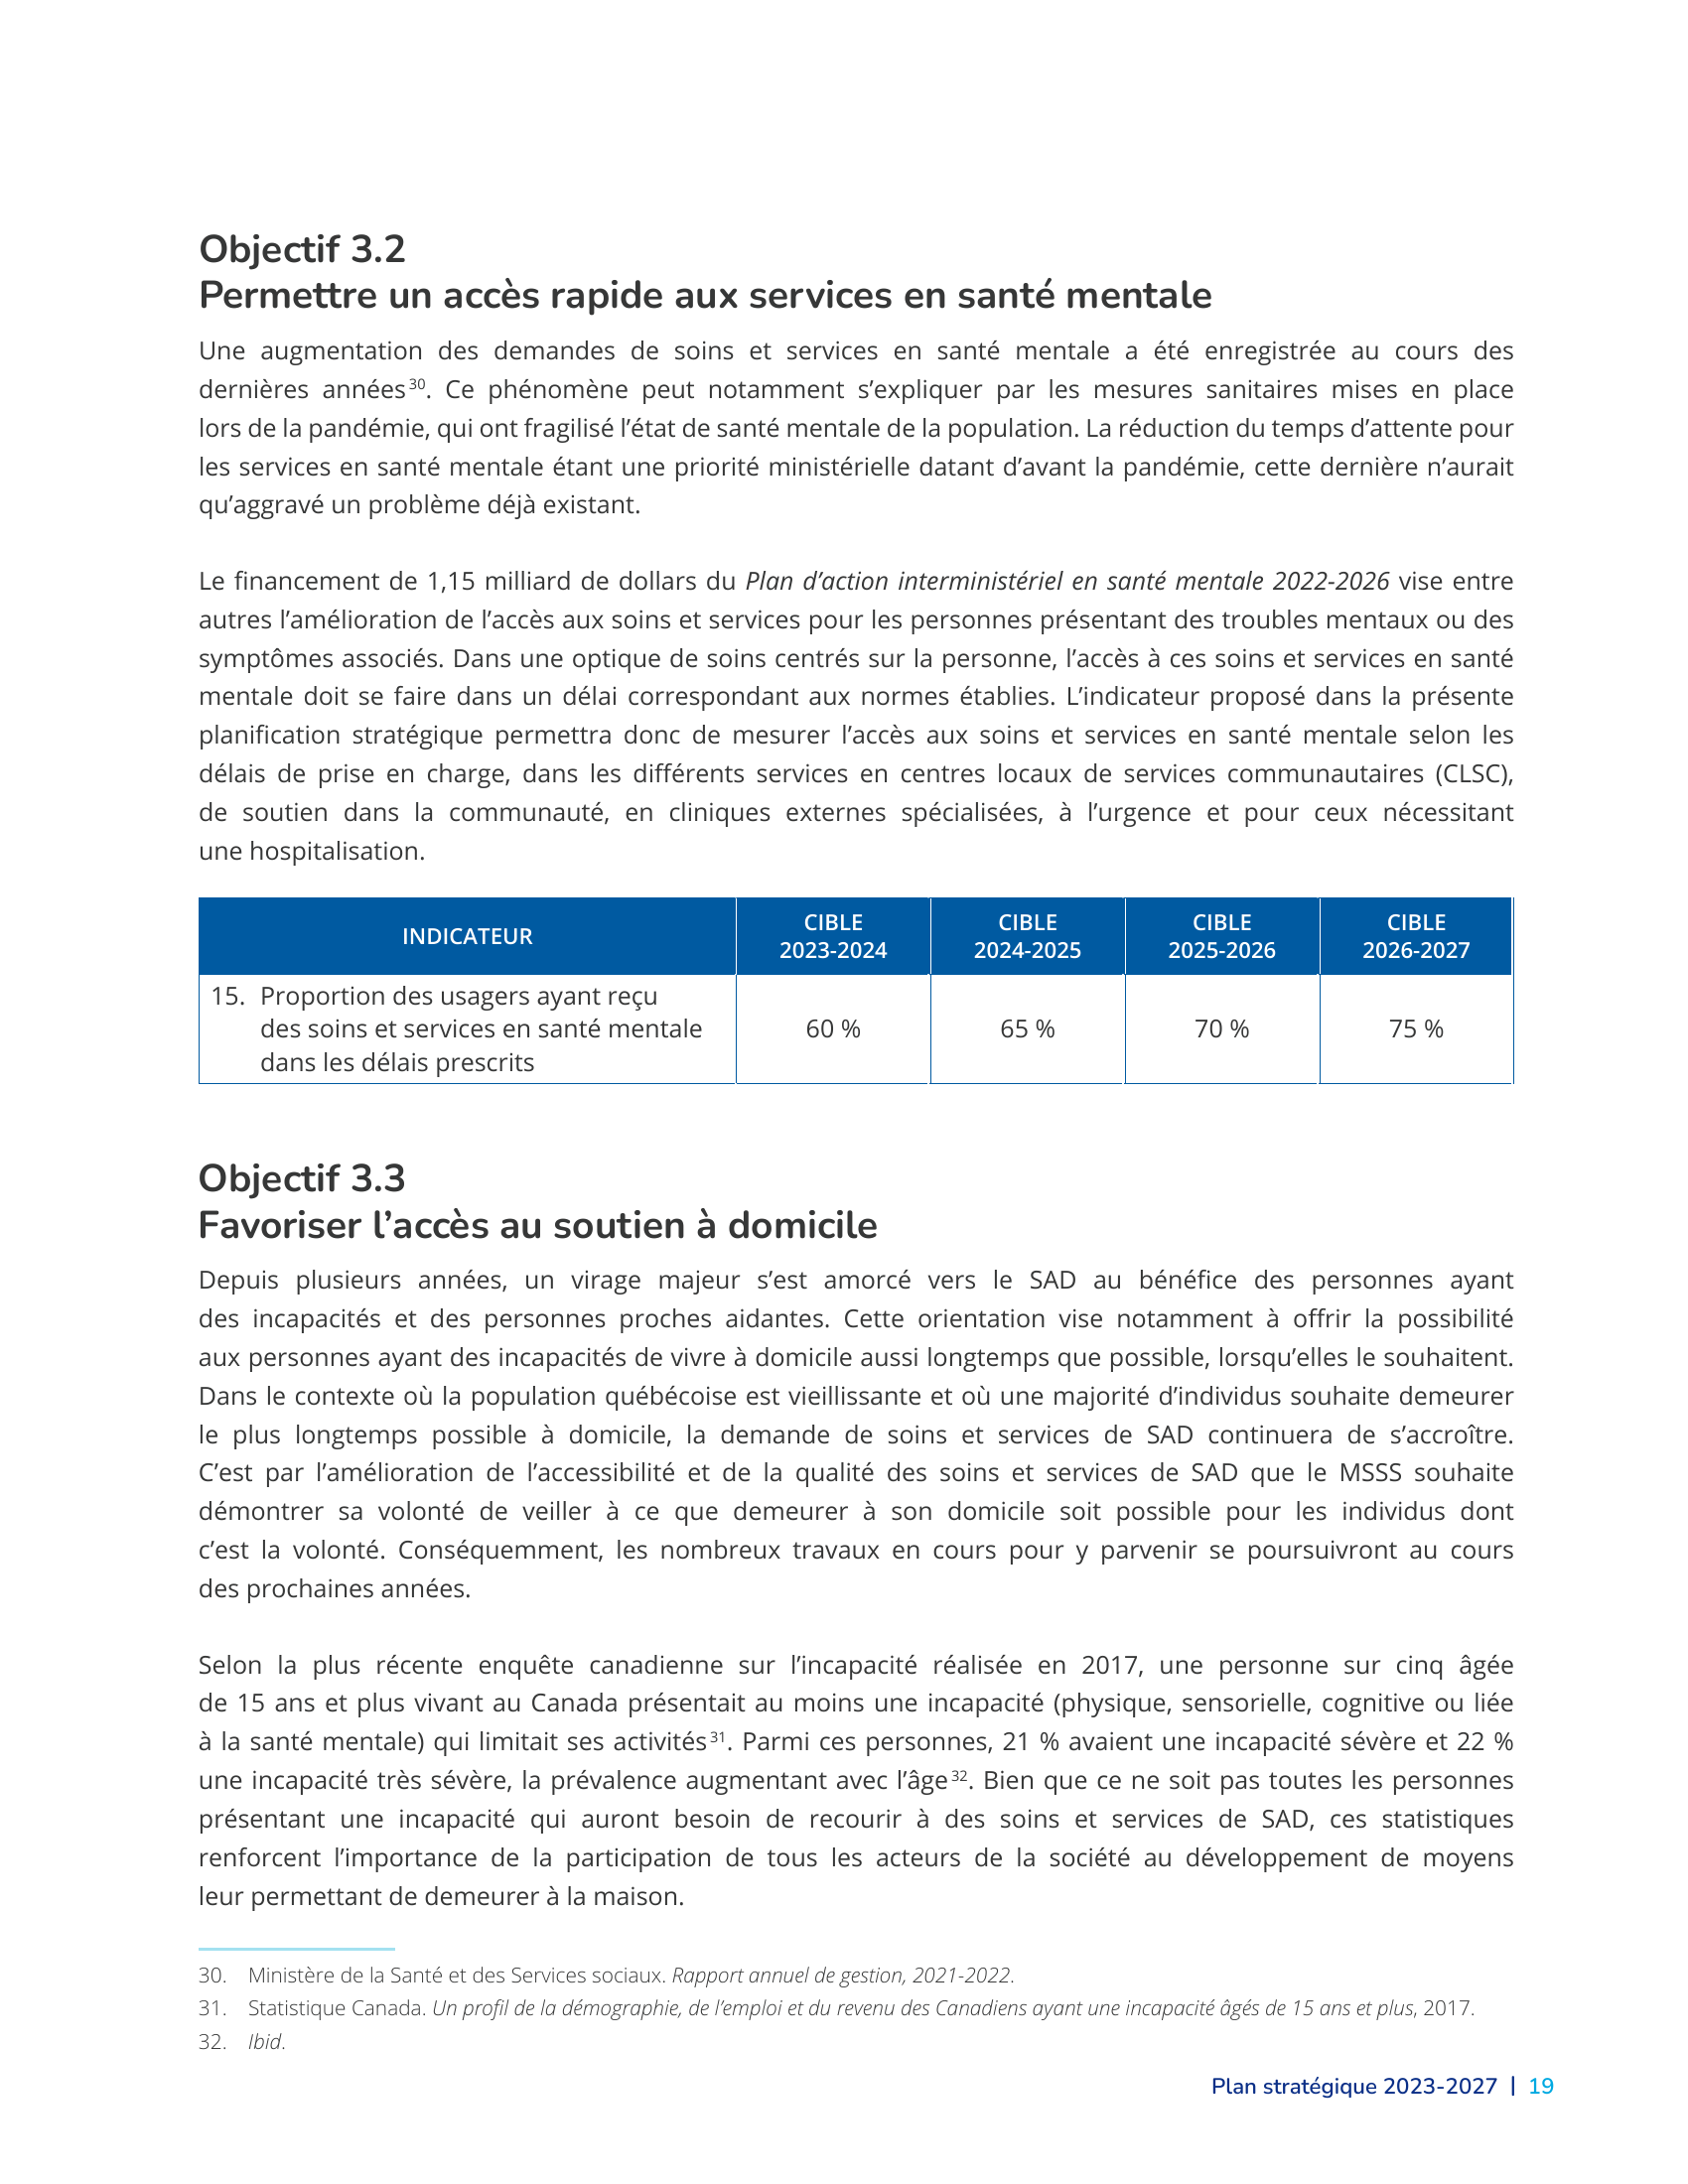 Objectif 3.2
Permettre un accès rapide aux services en santé mentale
Une augmentation des demandes de soins et services en santé mentale a été enregistrée au cours des
dernières années 30. Ce phénomène peut notamment s’expliquer par les mesures sanitaires mises en place
lors de la pandémie, qui ont fragilisé l’état de santé mentale de la population. La réduction du temps d’attente pour
les services en santé mentale étant une priorité ministérielle datant d’avant la pandémie, cette dernière n’aurait
qu’aggravé un problème déjà existant.
Le financement de 1,15 milliard de dollars du Plan d’action interministériel en santé mentale 2022-2026 vise entre
autres l’amélioration de l’accès aux soins et services pour les personnes présentant des troubles mentaux ou des
symptômes associés. Dans une optique de soins centrés sur la personne, l’accès à ces soins et services en santé
mentale doit se faire dans un délai correspondant aux normes établies. L’indicateur proposé dans la présente
planification stratégique permettra donc de mesurer l’accès aux soins et services en santé mentale selon les
délais de prise en charge, dans les différents services en centres locaux de services communautaires (CLSC),
de soutien dans la communauté, en cliniques externes spécialisées, à l’urgence et pour ceux nécessitant
une hospitalisation.
INDICATEUR CIBLE 2023-2024 CIBLE 2024-2025 CIBLE 2025-2026 CIBLE 2026-2027
15. Proportion des usagers ayant reçu
des soins et services en santé mentale 60 % 65 % 70 % 75 %
dans les délais prescrits
Objectif 3.3
Favoriser l’accès au soutien à domicile
Depuis plusieurs années, un virage majeur s’est amorcé vers le SAD au bénéfice des personnes ayant
des incapacités et des personnes proches aidantes. Cette orientation vise notamment à offrir la possibilité
aux personnes ayant des incapacités de vivre à domicile aussi longtemps que possible, lorsqu’elles le souhaitent.
Dans le contexte où la population québécoise est vieillissante et où une majorité d’individus souhaite demeurer
le plus longtemps possible à domicile, la demande de soins et services de SAD continuera de s’accroître.
C’est par l’amélioration de l’accessibilité et de la qualité des soins et services de SAD que le MSSS souhaite
démontrer sa volonté de veiller à ce que demeurer à son domicile soit possible pour les individus dont
c’est la volonté. Conséquemment, les nombreux travaux en cours pour y parvenir se poursuivront au cours
des prochaines années.
Selon la plus récente enquête canadienne sur l’incapacité réalisée en 2017, une personne sur cinq âgée
de 15 ans et plus vivant au Canada présentait au moins une incapacité (physique, sensorielle, cognitive ou liée
à la santé mentale) qui limitait ses activités 31. Parmi ces personnes, 21 % avaient une incapacité sévère et 22 %
une incapacité très sévère, la prévalence augmentant avec l’âge 32. Bien que ce ne soit pas toutes les personnes
présentant une incapacité qui auront besoin de recourir à des soins et services de SAD, ces statistiques
renforcent l’importance de la participation de tous les acteurs de la société au développement de moyens
leur permettant de demeurer à la maison.
30. Ministère de la Santé et des Services sociaux. Rapport annuel de gestion, 2021-2022.
31. Statistique Canada. Un profil de la démographie, de l’emploi et du revenu des Canadiens ayant une incapacité âgés de 15 ans et plus, 2017.
32. Ibid.
Plan stratégique 2023-2027 | 19